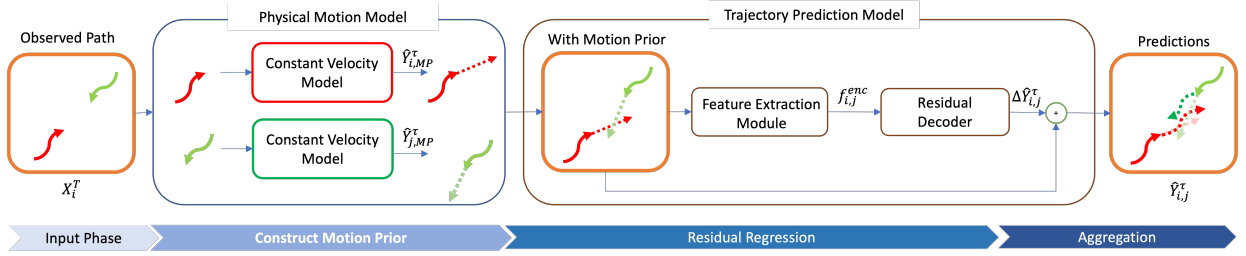 Physical Motion Model
Trajectory Prediction Model
Observed Path
With Motion Prior
Predictions
Constant Velocity
Model
Ŷ^τ_{i,MP}
Constant Velocity
Model
Ŷ^τ_{j,MP}
Feature Extraction
Module
f^{enc}_{i,j}
Residual
Decoder
ΔŶ^τ_{i,j}
+
X^T_i
Ŷ^τ_{i,j}
Input Phase
Construct Motion Prior
Residual Regression
Aggregation